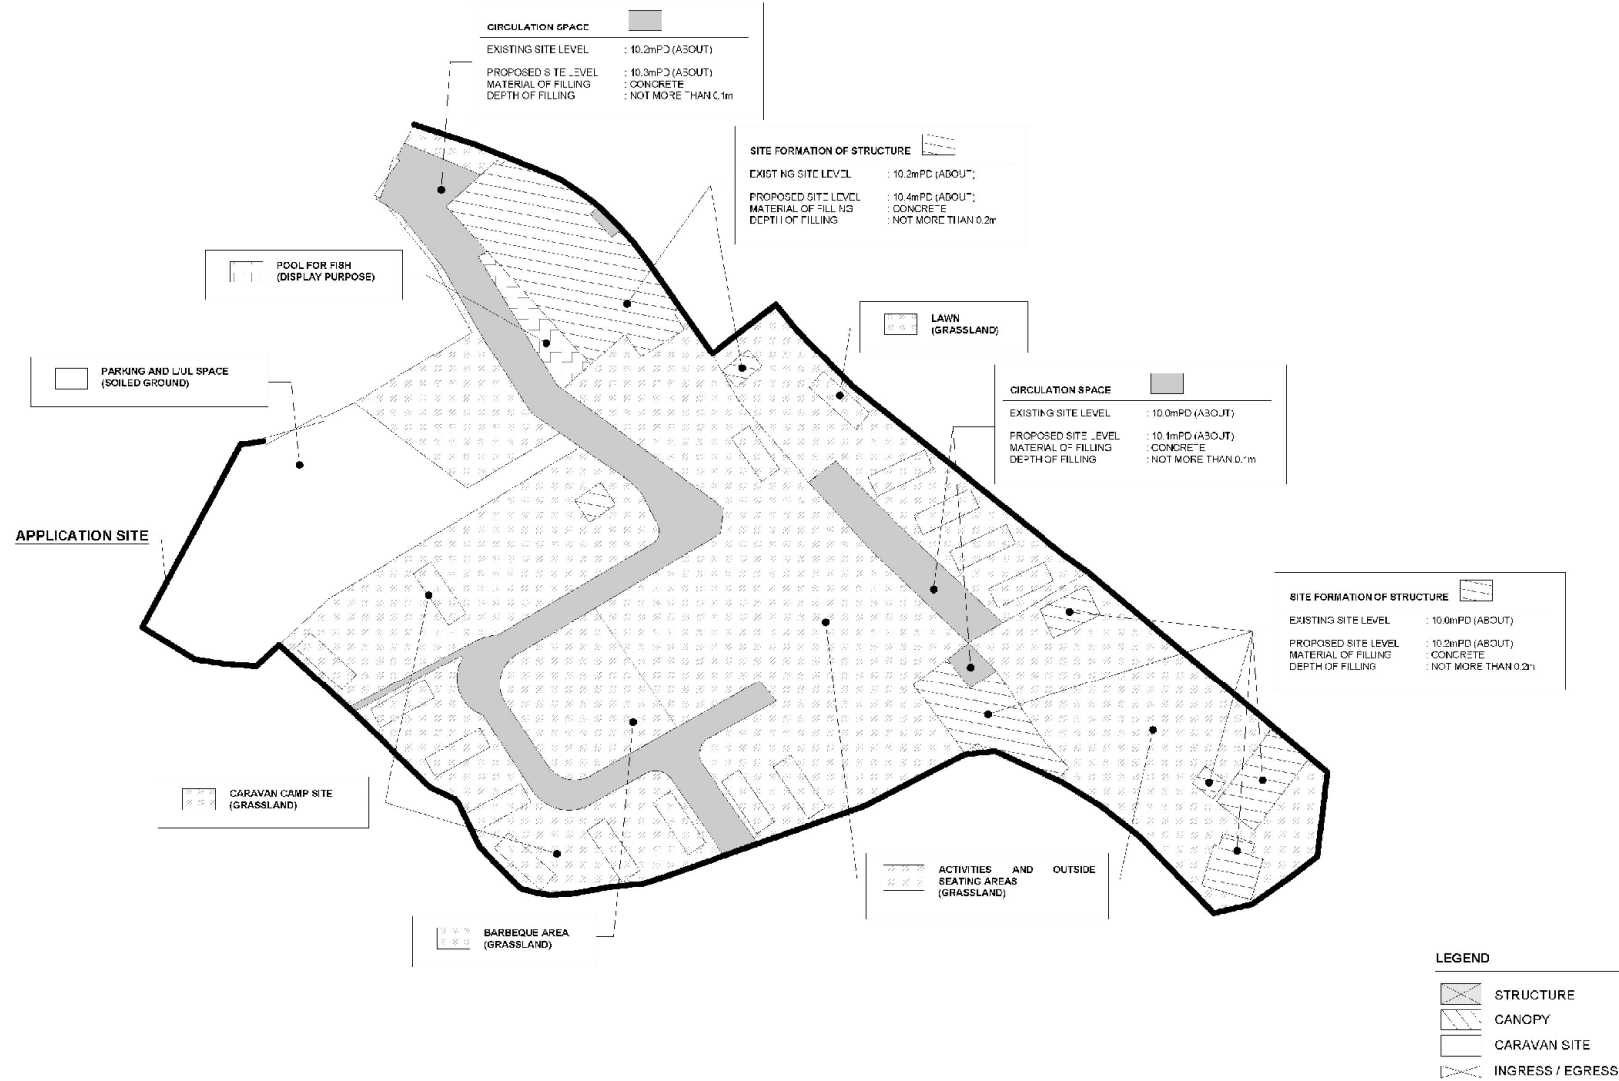 CIRCULATION SPACE
EXISTING SITE LEVEL : 10.2mPD (ABOUT)
PROPOSED SITE LEVEL : 10.3mPD (ABOUT)
MATERIAL OF FILLING : CONCRETE
DEPTH OF FILLING : NOT MORE THAN 0.1m
SITE FORMATION OF STRUCTURE
EXISTING SITE LEVEL : 10.2mPD (ABOUT)
PROPOSED SITE LEVEL : 10.4mPD (ABOUT)
MATERIAL OF FILLING : CONCRETE
DEPTH OF FILLING : NOT MORE THAN 0.2m
POOL FOR FISH
(DISPLAY PURPOSE)
LAWN
(GRASSLAND)
PARKING AND L/UL SPACE
(SOILED GROUND)
CIRCULATION SPACE
EXISTING SITE LEVEL : 10.0mPD (ABOUT)
PROPOSED SITE LEVEL : 10.1mPD (ABOUT)
MATERIAL OF FILLING : CONCRETE
DEPTH OF FILLING : NOT MORE THAN 0.1m
APPLICATION SITE
SITE FORMATION OF STRUCTURE
EXISTING SITE LEVEL : 10.0mPD (ABOUT)
PROPOSED SITE LEVEL : 10.2mPD (ABOUT)
MATERIAL OF FILLING : CONCRETE
DEPTH OF FILLING : NOT MORE THAN 0.2m
CARAVAN CAMP SITE
(GRASSLAND)
ACTIVITIES AND OUTSIDE
SEATING AREAS
(GRASSLAND)
BARBEQUE AREA
(GRASSLAND)
LEGEND
STRUCTURE
CANOPY
CARAVAN SITE
INGRESS / EGRESS